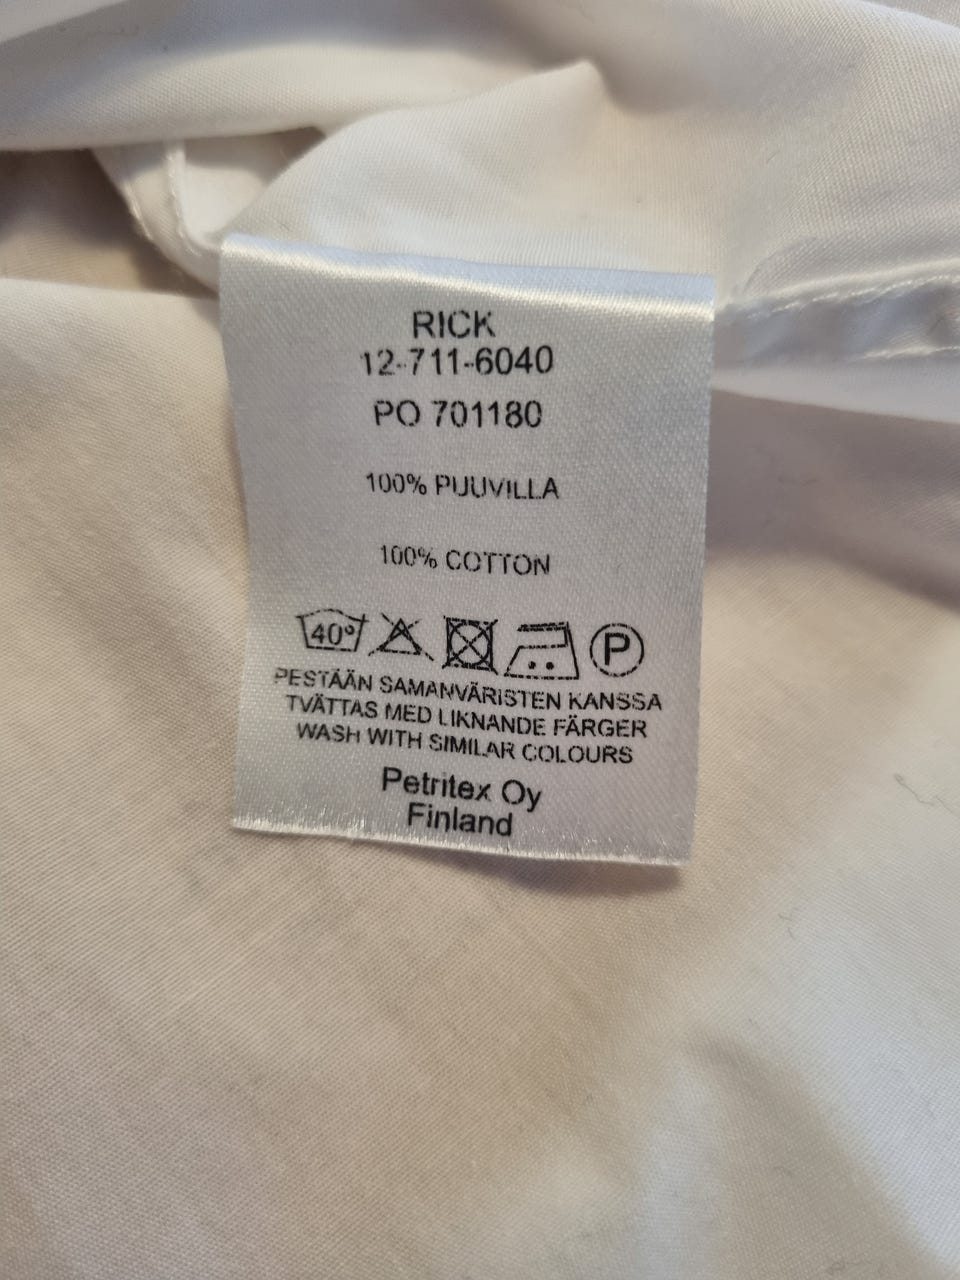 RICK
12-711-6040
PO 701180
100% PUUVILLA
100% COTTON
40° P
PESTÄÄN SAMANVÄRISTEN KANSSA
TVÄTTAS MED LIKNANDE FÄRGER
WASH WITH SIMILAR COLOURS
Petritex Oy
Finland